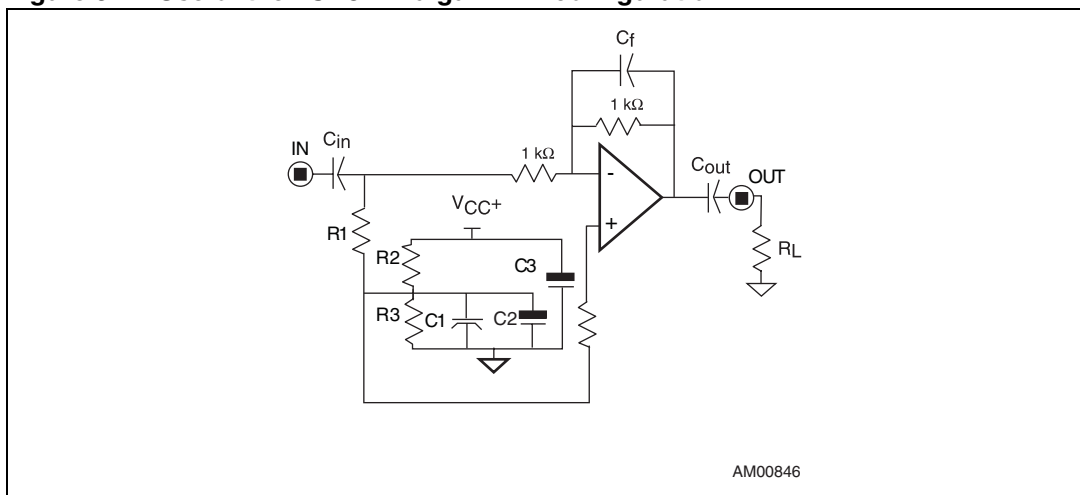 Cf
1 kΩ
IN
Cin
1 kΩ
-
Cout
OUT
VCC+
R1
+
R2
C3
RL
R3
C1
C2
AM00846